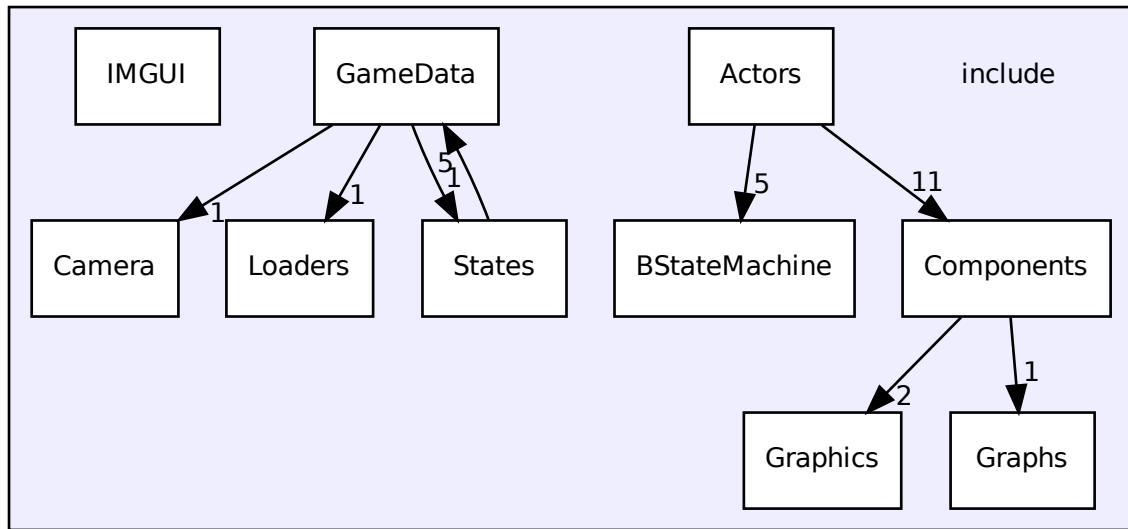 IMGUI
GameData
Actors
include
5
1
5
11
1
1
Camera
Loaders
States
BStateMachine
Components
2
1
Graphics
Graphs